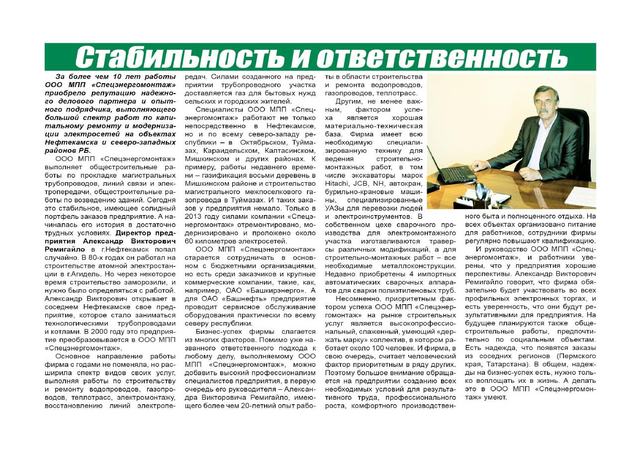 Стабильность и ответственность
За более чем 10 лет работы
ООО МПП «Спецэнергомонтаж»
приобрело репутацию надежно-
го делового партнера и опыт-
ного подрядчика, выполняющего
большой спектр работ по капи-
тальному ремонту и модерниза-
ции электросетей на объектах
Нефтекамска и северо-западных
районов РБ.
ООО МПП «Спецэнергомонтаж»
выполняет общестроительные ра-
боты по прокладке магистральных
трубопроводов, линий связи и элек-
тропередачи, общестроительные ра-
боты по возведению зданий. Сегодня
это стабильное, имеющее солидный
портфель заказов предприятие. А на-
чиналась его история в достаточно
трудных условиях. Директор пред-
приятия Александр Викторович
Ремигайло в г.Нефтекамск попал
случайно. В 80-х годах он работал на
строительстве атомной электростан-
ции в г.Агидель. Но через некоторое
время строительство заморозили, и
нужно было определяться с работой.
Александр Викторович открывает в
соседнем Нефтекамске свое пред-
приятие, которое стало заниматься
технологическими трубопроводами
и котлами. В 2000 году это предприя-
тие преобразовывается в ООО МПП
«Спецэнергомонтаж».
Основное направление работы
фирма с годами не поменяла, но рас-
ширила спектр видов своих услуг,
выполняя работы по строительству
и ремонту водопроводов, газопро-
водов, теплотрасс, электромонтажу,
восстановлению линий электропе-
редач. Силами созданного на пред-
приятии трубопроводного участка
доставляется газ для бытовых нужд
сельских и городских жителей.
Специалисты ООО МПП «Спец-
энергомонтаж» работают не только
непосредственно в Нефтекамске,
но и по всему северо-западу ре-
спублики – в Октябрьском, Туйма-
зах, Караидельском, Калтасинском,
Мишкинском и других районах. К
примеру, работы недавнего време-
ни – газификация восьми деревень в
Мишкинском районе и строительство
магистрального межпоселкового га-
зопровода в Туймазах. И таких зака-
зов у предприятия немало. Только в
2013 году силами компании «Спецэ-
нергомонтаж» отремонтировано, мо-
дернизировано и проложено около
60 километров электросетей.
ООО МПП «Спецэнергомонтаж»
старается сотрудничать в основ-
ном с бюджетными организациями,
но есть среди заказчиков и крупные
коммерческие компании, такие, как,
например, ОАО «Башкирэнерго». А
для ОАО «Башнефть» предприятие
проводит установку и обслуживание
оборудования практически по всему
северу республики.
Бизнес-успех фирмы слагается
из многих факторов. Помимо уже на-
званного ответственного подхода к
любому делу, выполняемому ООО
МПП «Спецэнергомонтаж», можно
добавить высокий профессионализм
специалистов предприятия, в первую
очередь его руководителя – Алексан-
дра Викторовича Ремигайло, имею-
щего более чем 20-летний опыт рабо-
ты в области строительства
и ремонта водопроводов,
газопроводов, теплотрасс.
Другим, не менее важ-
ным, фактором успе-
ха является хорошая
материально-техническая
база. Фирма имеет всю
необходимую специали-
зированную технику для
ведения строительно-
монтажных работ, в том
числе экскаваторы марок
Hitachi, JCB, NH, автокран,
бурильно-крановые маши-
ны, специализированные
УАЗы для перевозки людей
и электроинструментов. В
собственном цехе сварочного про-
изводства для электромонтажного
участка изготавливаются травер-
сы различных модификаций, а для
строительно-монтажных работ – все
необходимые металлоконструкции.
Недавно приобретены 4 импортных
автоматических сварочных аппарата
для сварки полиэтиленовых труб.
Несомненно, приоритетным фак-
тором успеха ООО МПП «Спецэнерго-
монтаж» на рынке строительных
услуг является высокопрофессио-
нальный, слаженный, умеющий «дер-
жать марку» коллектив, в котором ра-
ботает около 100 человек. И фирма, в
свою очередь, считает человеческий
фактор приоритетным в ряду других.
Поэтому большое внимание обраща-
ется на предприятии созданию всех
необходимых условий для результа-
тивного труда, профессионального
роста, комфортного производствен-
ного быта и полноценного отдыха. На
всех объектах организовано питание
для работников, сотрудники фирмы
регулярно повышают квалификацию.
И руководство ООО МПП «Спец-
энергомонтаж», и работники уве-
рены, что у предприятия хорошие
перспективы. Александр Викторович
Ремигайло говорит, что фирма обя-
зательно будет участвовать во всех
профильных электронных торгах, и
есть уверенность, что они будут ре-
зультативными для предприятия. На
будущее планируются также обще-
строительные работы, предпочти-
тельно по социальным объектам.
Есть надежда, что появятся заказы
из соседних регионов (Пермского
края, Татарстана). В общем, надеж-
ды на бизнес-успех есть, нужно толь-
ко воплощать их в жизнь. А делать
это в ООО МПП «Спецэнергомон-
таж» умеют.